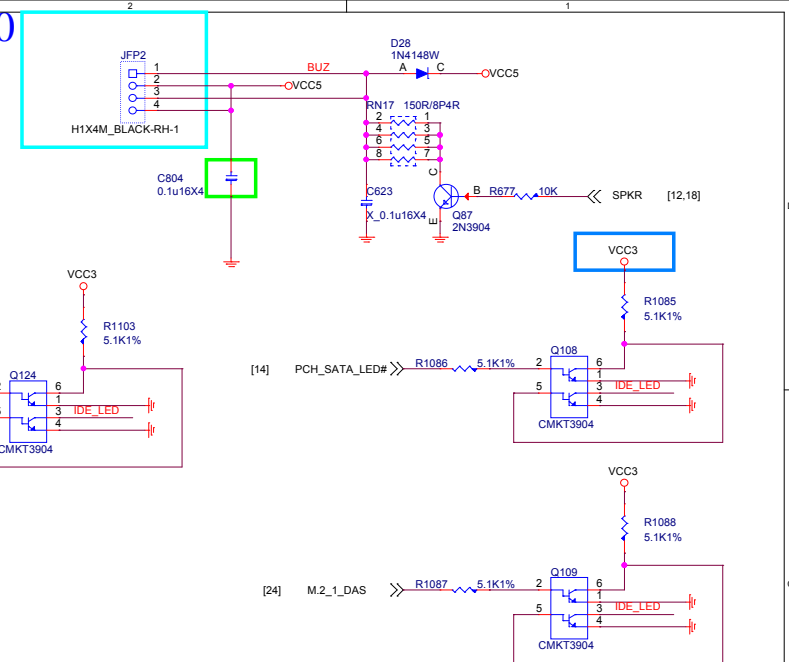 2 1
D28
1N4148W
JFP2
1 BUZ A C VCC5
2 VCC5
3
4
H1X4M_BLACK-RH-1
RN17 150R/8P4R
2 1
4 3
6 5
8 7
C
C804
0.1u16X4
C623
X_0.1u16X4
B R677 10K SPKR [12,18]
E Q87
2N3904
VCC3
VCC3
R1103
5.1K1%
R1085
5.1K1%
[14] PCH_SATA_LED# R1086 5.1K1% 2 Q108 6
1
5 3 IDE_LED
4
CMKT3904
Q124
6
1
3 IDE_LED
4
CMKT3904
VCC3
R1088
5.1K1%
[24] M.2_1_DAS R1087 5.1K1% 2 Q109 6
1
5 3 IDE_LED
4
CMKT3904